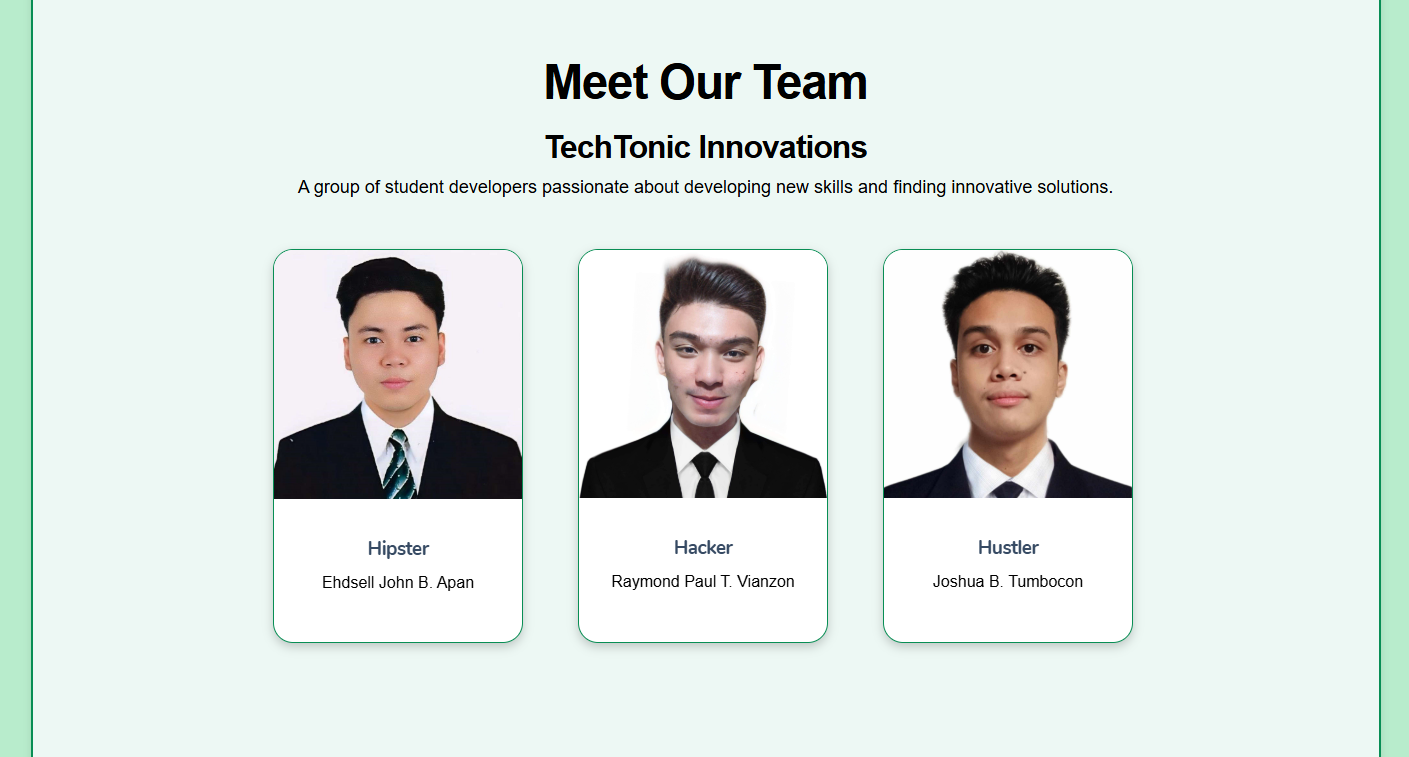 Meet Our Team
TechTonic Innovations
A group of student developers passionate about developing new skills and finding innovative solutions.
Hipster
Ehdsell John B. Apan
Hacker
Raymond Paul T. Vianzon
Hustler
Joshua B. Tumbocon